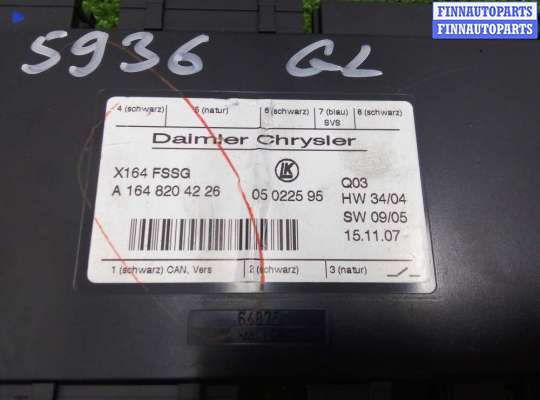 FINNAUTOPARTS
FINNAUTOPARTS
5936 GL
4 (schwarz) 5 (natur) 6 (schwarz) 7 (blau) 8 (schwarz)
SVS
Daimler Chrysler
X164 FSSG LK Q03
A 164 820 42 26 05 0225 95 HW 34/04
SW 09/05
15.11.07
1 (schwarz) CAN, Vers 2 (schwarz) 3 (natur)